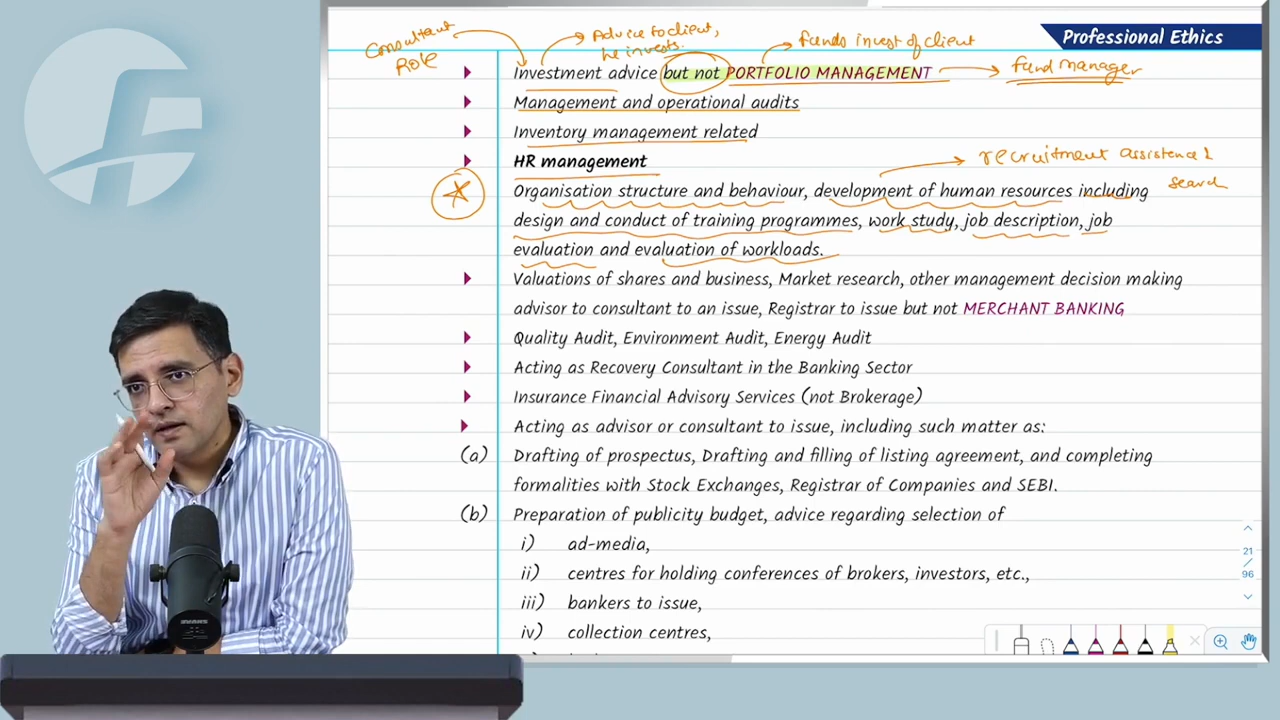 Professional Ethics
Consultant Role
Advice to client, he invests.
funds invest of client
Investment advice but not PORTFOLIO MANAGEMENT
fund manager
Management and operational audits
Inventory management related
HR management
recruitment assistence &
search
Organisation structure and behaviour, development of human resources including
design and conduct of training programmes, work study, job description, job
evaluation and evaluation of workloads.
Valuations of shares and business, Market research, other management decision making
advisor to consultant to an issue, Registrar to issue but not MERCHANT BANKING
Quality Audit, Environment Audit, Energy Audit
Acting as Recovery Consultant in the Banking Sector
Insurance Financial Advisory Services (not Brokerage)
Acting as advisor or consultant to issue, including such matter as:
(a) Drafting of prospectus, Drafting and filling of listing agreement, and completing
formalities with Stock Exchanges, Registrar of Companies and SEBI.
(b) Preparation of publicity budget, advice regarding selection of
i) ad-media,
ii) centres for holding conferences of brokers, investors, etc.,
iii) bankers to issue,
iv) collection centres,
21
96